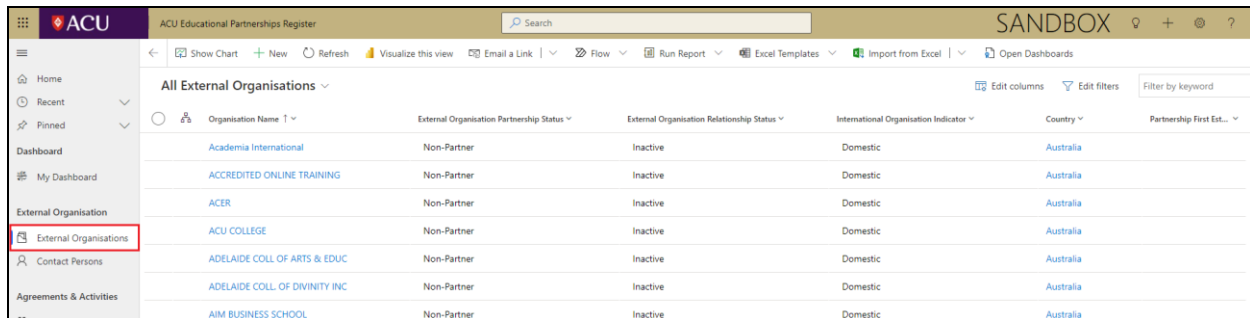 ACU ACU Educational Partnerships Register Search SANDBOX
Show Chart New Refresh Visualize this view Email a Link Flow Run Report Excel Templates Import from Excel Open Dashboards
Home
Recent
Pinned
Dashboard
My Dashboard
External Organisation
External Organisations
Contact Persons
Agreements & Activities
All External Organisations Edit columns Edit filters Filter by keyword
Organisation Name External Organisation Partnership Status External Organisation Relationship Status International Organisation Indicator Country Partnership First Est...
Academia International Non-Partner Inactive Domestic Australia
ACCREDITED ONLINE TRAINING Non-Partner Inactive Domestic Australia
ACER Non-Partner Inactive Domestic Australia
ACU COLLEGE Non-Partner Inactive Domestic Australia
ADELAIDE COLL OF ARTS & EDUC Non-Partner Inactive Domestic Australia
ADELAIDE COLL. OF DIVINITY INC Non-Partner Inactive Domestic Australia
AIM BUSINESS SCHOOL Non-Partner Inactive Domestic Australia